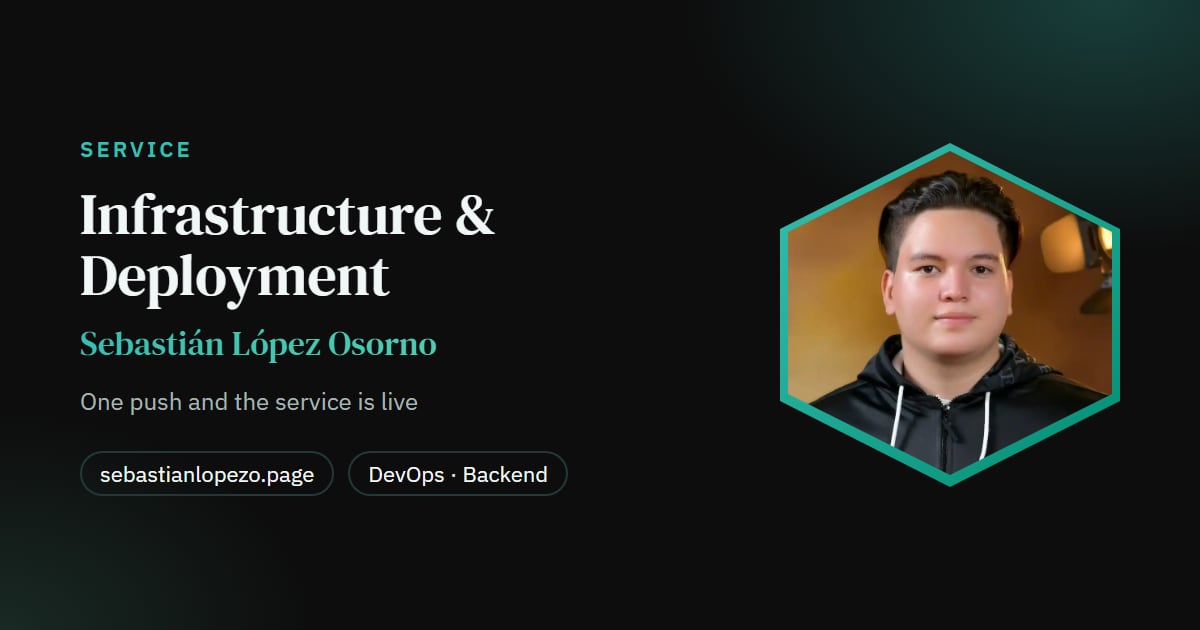 SERVICE
Infrastructure &
Deployment
Sebastián López Osorno
One push and the service is live
sebastianlopezo.page
DevOps · Backend